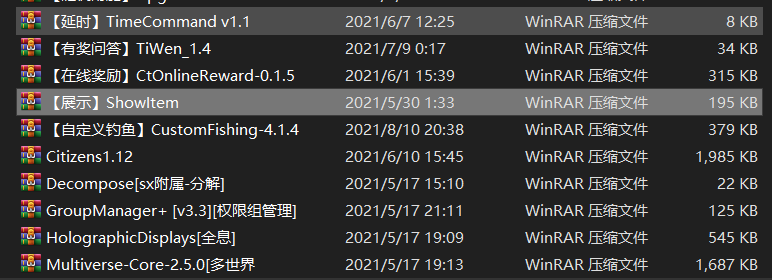 【延时】TimeCommand v1.1 2021/6/7 12:25 WinRAR 压缩文件 8 KB
【有奖问答】TiWen_1.4 2021/7/9 0:17 WinRAR 压缩文件 34 KB
【在线奖励】CtOnlineReward-0.1.5 2021/6/1 15:39 WinRAR 压缩文件 315 KB
【展示】ShowItem 2021/5/30 1:33 WinRAR 压缩文件 195 KB
【自定义钓鱼】CustomFishing-4.1.4 2021/8/10 20:38 WinRAR 压缩文件 379 KB
Citizens1.12 2021/6/10 15:45 WinRAR 压缩文件 1,985 KB
Decompose[sx附属-分解] 2021/5/17 15:10 WinRAR 压缩文件 22 KB
GroupManager+ [v3.3][权限组管理] 2021/5/17 21:11 WinRAR 压缩文件 125 KB
HolographicDisplays[全息] 2021/5/17 19:09 WinRAR 压缩文件 545 KB
Multiverse-Core-2.5.0[多世界 2021/5/17 19:13 WinRAR 压缩文件 1,687 KB